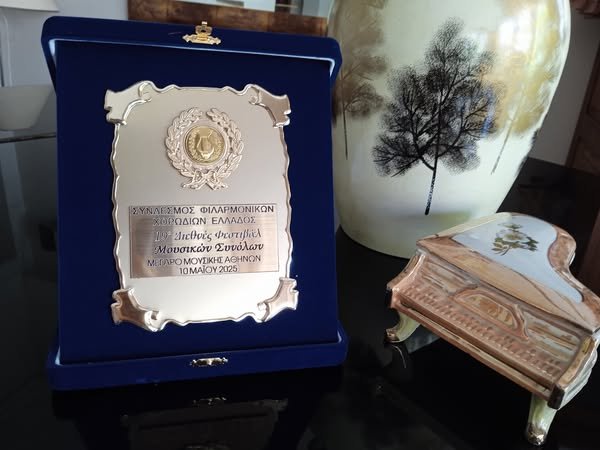 ΣΥΝΔΕΣΜΟΣ ΦΙΛΑΡΜΟΝΙΚΩΝ
ΧΟΡΩΔΙΩΝ ΕΛΛΑΔΟΣ
Διεθνές Φεστιβάλ
Μουσικών Συνόλων
ΜΕΓΑΡΟ ΜΟΥΣΙΚΗΣ ΑΘΗΝΩΝ
10 ΜΑΪΟΥ 2025